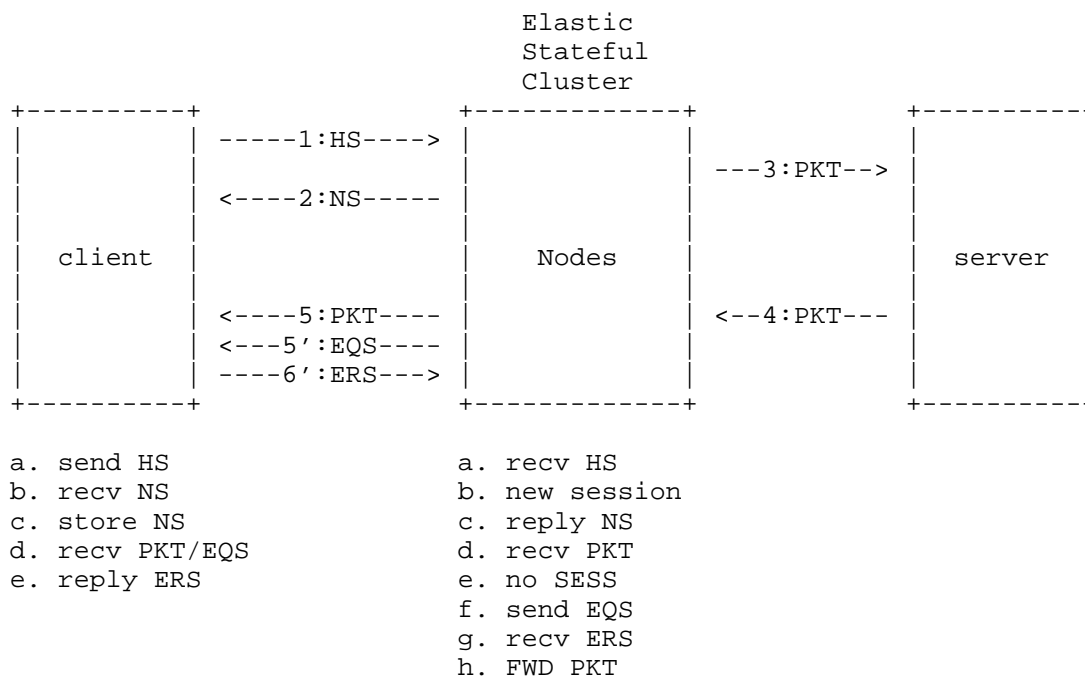 Elastic
Stateful
Cluster
+----------+ +-------------+ +-----------
| | -----1:HS----> | | |
| | | | ---3:PKT--> |
| | <----2:NS----- | | |
| | | | |
| client | | Nodes | | server
| | | | |
| | <----5:PKT---- | | <--4:PKT--- |
| | <---5':EQS---- | | |
| | ----6':ERS---> | | |
+----------+ +-------------+ +-----------
a. send HS a. recv HS
b. recv NS b. new session
c. store NS c. reply NS
d. recv PKT/EQS d. recv PKT
e. reply ERS e. no SESS
f. send EQS
g. recv ERS
h. FWD PKT